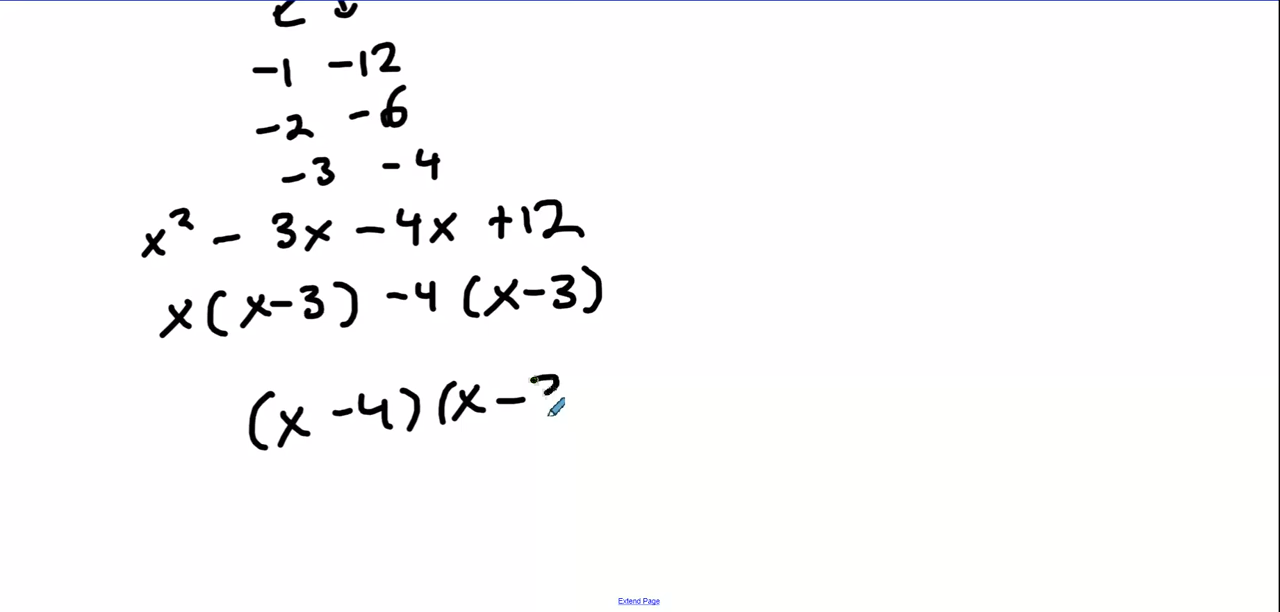 -1 -12
-2 -6
-3 -4
x² - 3x - 4x + 12
x(x-3) -4 (x-3)
(x -4)(x -
Extend Page